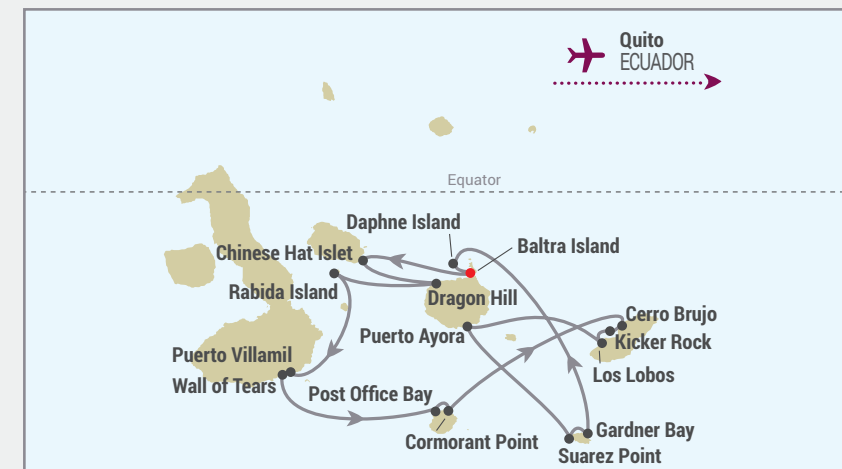 Quito
ECUADOR
Equator
Daphne Island
Baltra Island
Chinese Hat Islet
Rabida Island
Dragon Hill
Cerro Brujo
Puerto Ayora
Kicker Rock
Puerto Villamil
Los Lobos
Wall of Tears
Post Office Bay
Gardner Bay
Cormorant Point
Suarez Point